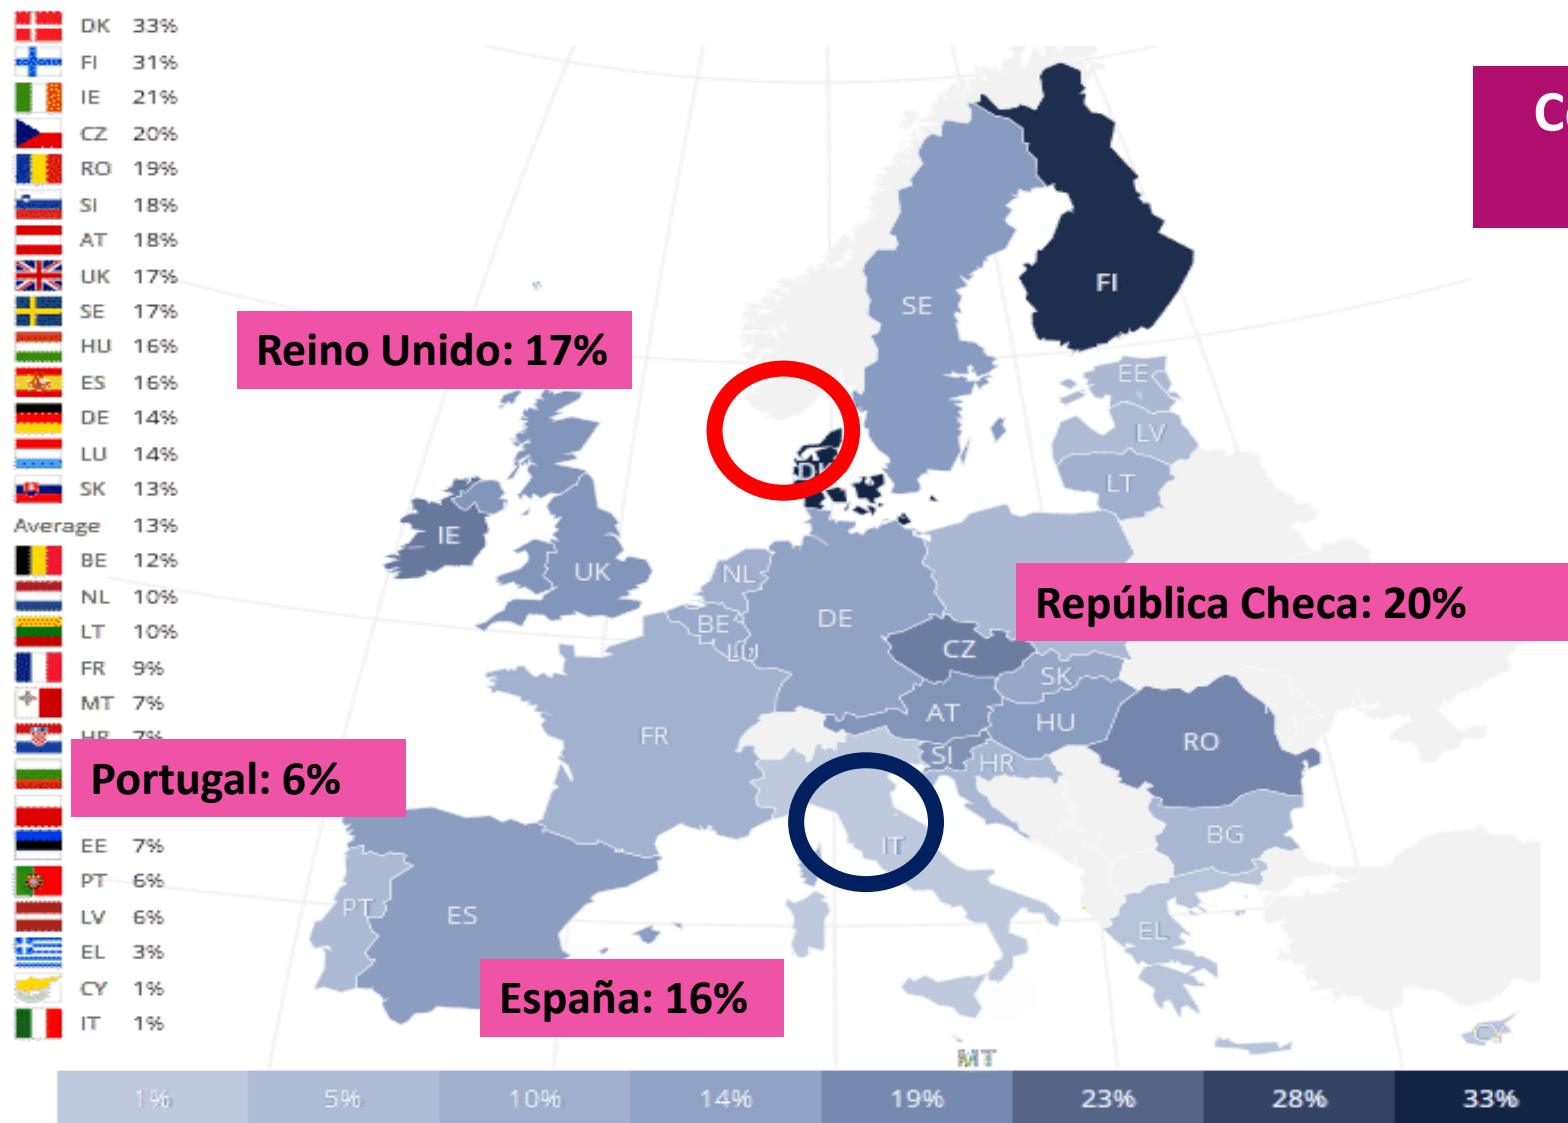 DK 33%
FI 31%
IE 21%
CZ 20%
RO 19%
SI 18%
AT 18%
UK 17%
SE 17%
HU 16%
ES 16%
DE 14%
LU 14%
SK 13%
Average 13%
BE 12%
NL 10%
LT 10%
FR 9%
MT 7%
HR 7%
EE 7%
PT 6%
LV 6%
EL 3%
CY 1%
IT 1%
Reino Unido: 17%
República Checa: 20%
Portugal: 6%
España: 16%
FI
SE
EE
LV
DK
LT
IE
UK
NL
DE
BE
LU
CZ
SK
AT
HU
FR
SI
HR
RO
IT
BG
PT
ES
EL
MT
CY
1% 5% 10% 14% 19% 23% 28% 33%